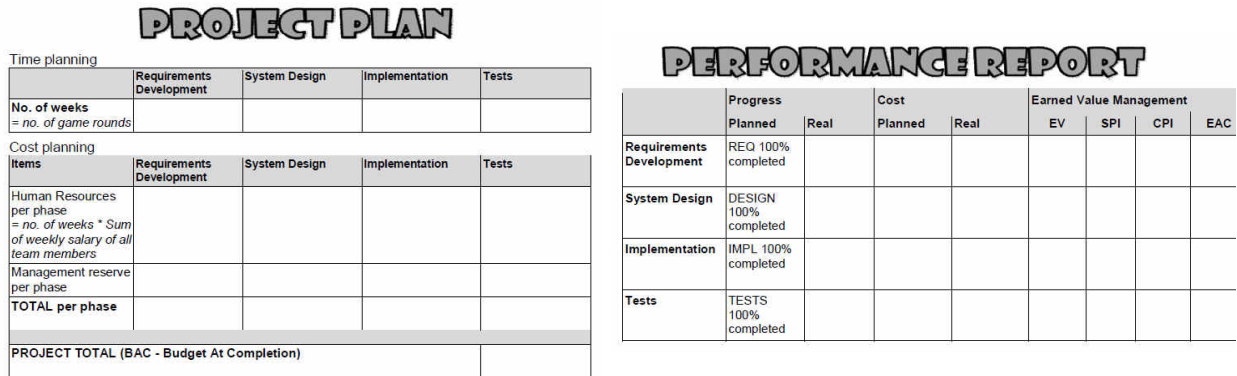 PROJECT PLAN
Time planning
Requirements Development System Design Implementation Tests
No. of weeks
= no. of game rounds
Cost planning
Items Requirements Development System Design Implementation Tests
Human Resources
per phase
= no. of weeks * Sum
of weekly salary of all
team members
Management reserve
per phase
TOTAL per phase
PROJECT TOTAL (BAC - Budget At Completion)
PERFORMANCE REPORT
Progress Cost Earned Value Management
Planned Real Planned Real EV SPI CPI EAC
Requirements Development REQ 100% completed
System Design DESIGN 100% completed
Implementation IMPL 100% completed
Tests TESTS 100% completed